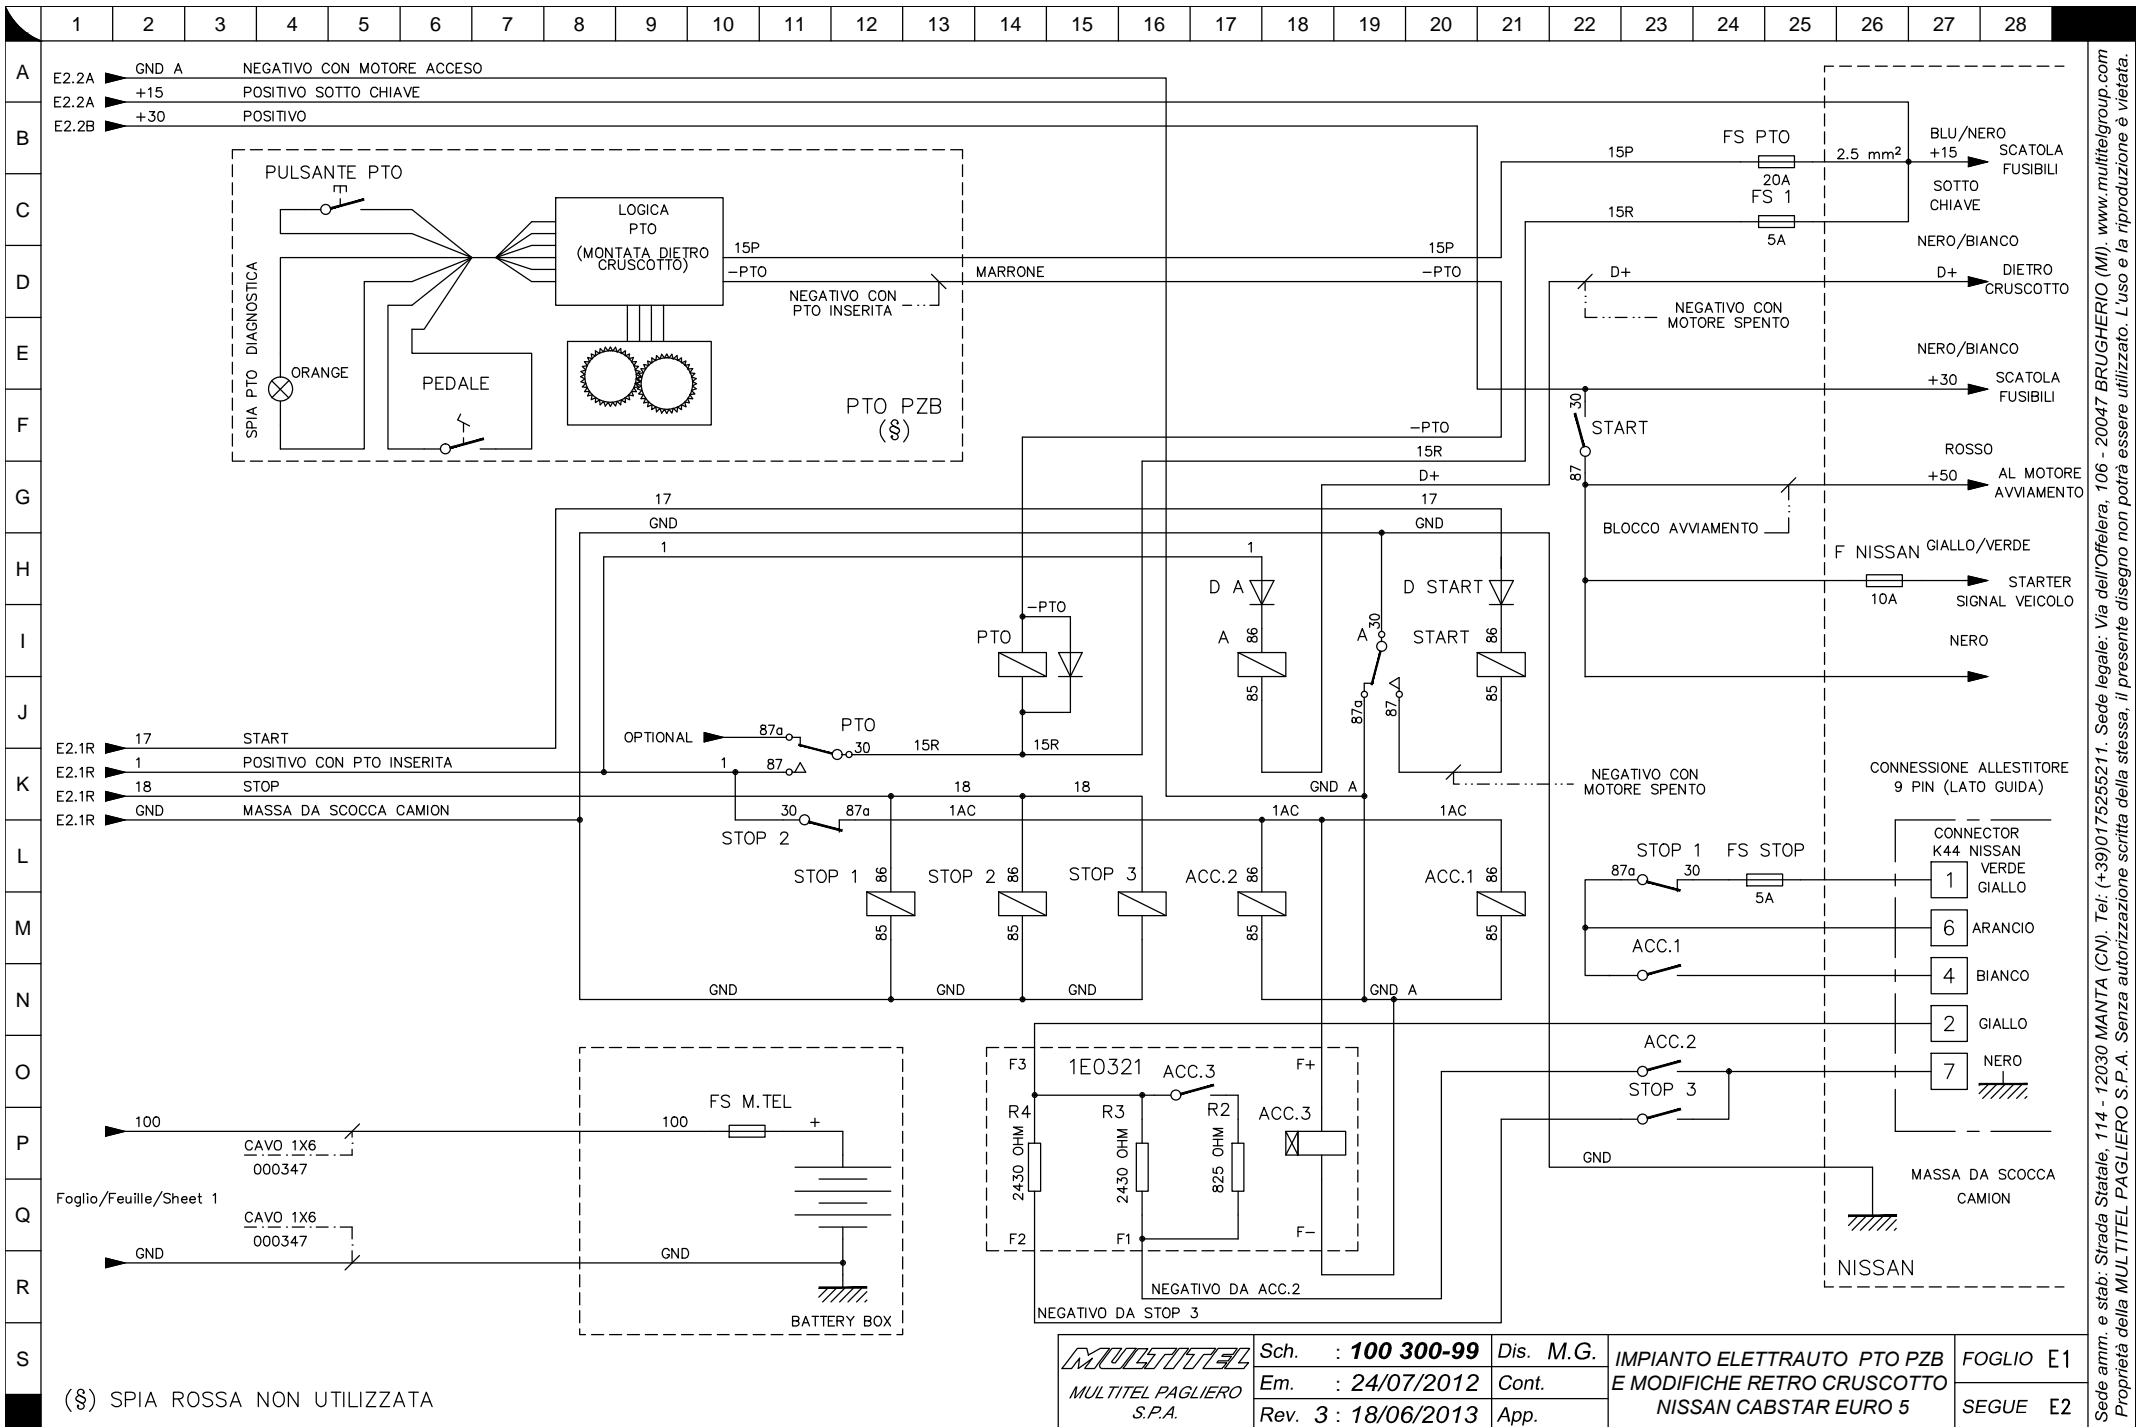 1 2 3 4 5 6 7 8 9 10 11 12 13 14 15 16 17 18 19 20 21 22 23 24 25 26 27 28
A
B
C
D
E
F
G
H
I
J
K
L
M
N
O
P
Q
R
S
E2.2A GND A NEGATIVO CON MOTORE ACCESO
E2.2A +15 POSITIVO SOTTO CHIAVE
E2.2B +30 POSITIVO
PULSANTE PTO
LOGICA
PTO
(MONTATA DIETRO
CRUSCOTTO)
15P
-PTO
NEGATIVO CON
PTO INSERITA
MARRONE
15P
-PTO
SPIA PTO DIAGNOSTICA
ORANGE
PEDALE
PTO PZB
(§)
15P
FS PTO
20A
2.5 mm²
BLU/NERO
+15
SCATOLA
FUSIBILI
15R
FS 1
5A
SOTTO
CHIAVE
NERO/BIANCO
D+
D+
DIETRO
CRUSCOTTO
NEGATIVO CON
MOTORE SPENTO
NERO/BIANCO
+30
SCATOLA
FUSIBILI
30
START
87
-PTO
15R
D+
17
GND
ROSSO
+50
AL MOTORE
AVVIAMENTO
BLOCCO AVVIAMENTO
F NISSAN
10A
GIALLO/VERDE
STARTER
SIGNAL VEICOLO
NERO
17
GND
1
1
D A
A
86
85
D START
START
86
85
A
30
87a
87
-PTO
PTO
OPTIONAL
87a
PTO
30
15R
15R
87
1
E2.1R 17 START
E2.1R 1 POSITIVO CON PTO INSERITA
E2.1R 18 STOP
E2.1R GND MASSA DA SCOCCA CAMION
18
18
GND A
NEGATIVO CON
MOTORE SPENTO
30
87a
STOP 2
1AC
1AC
1AC
STOP 1
86
85
STOP 2
86
85
STOP 3
ACC.2
86
85
ACC.1
86
85
GND
GND
GND
GND A
CONNESSIONE ALLESTITORE
9 PIN (LATO GUIDA)
CONNECTOR
K44 NISSAN
STOP 1
87a
30
FS STOP
5A
1
VERDE
GIALLO
6
ARANCIO
ACC.1
4
BIANCO
2
GIALLO
ACC.2
7
NERO
STOP 3
GND
MASSA DA SCOCCA
CAMION
NISSAN
F3
1E0321
ACC.3
F+
R4
2430 OHM
R3
2430 OHM
R2
825 OHM
ACC.3
F2
F1
F-
NEGATIVO DA ACC.2
NEGATIVO DA STOP 3
100
CAVO 1X6
000347
Foglio/Feuille/Sheet 1
CAVO 1X6
000347
GND
100
FS M.TEL
+
GND
BATTERY BOX
(§) SPIA ROSSA NON UTILIZZATA
MULTITEL
MULTITEL PAGLIERO
S.P.A.
Sch. : 100 300-99
Em. : 24/07/2012
Rev. 3 : 18/06/2013
Dis. M.G.
Cont.
App.
IMPIANTO ELETTRAUTO PTO PZB
E MODIFICHE RETRO CRUSCOTTO
NISSAN CABSTAR EURO 5
FOGLIO E1
SEGUE E2
Sede amm. e stab: Strada Statale, 114 - 12030 MANTA (CN). Tel: (+39)0175255211. Sede legale: Via dell'Offelera, 106 - 20047 BRUGHERIO (MI). www.multitelgroup.com
Proprietà della MULTITEL PAGLIERO S.P.A. Senza autorizzazione scritta della stessa, il presente disegno non potrà essere utilizzato. L'uso e la riproduzione è vietata.